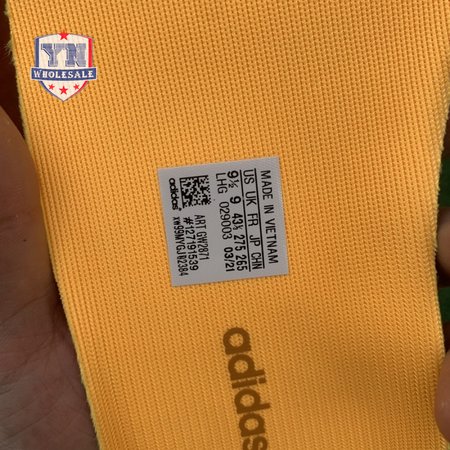 YN
WHOLESALE
MADE IN VIETNAM
US UK FR JP CHN
9½ 9 43⅓ 275 265
LHG 029003 03/21
adidas
ART GW2871
#127191539
xw99MYGJN2384
adidas